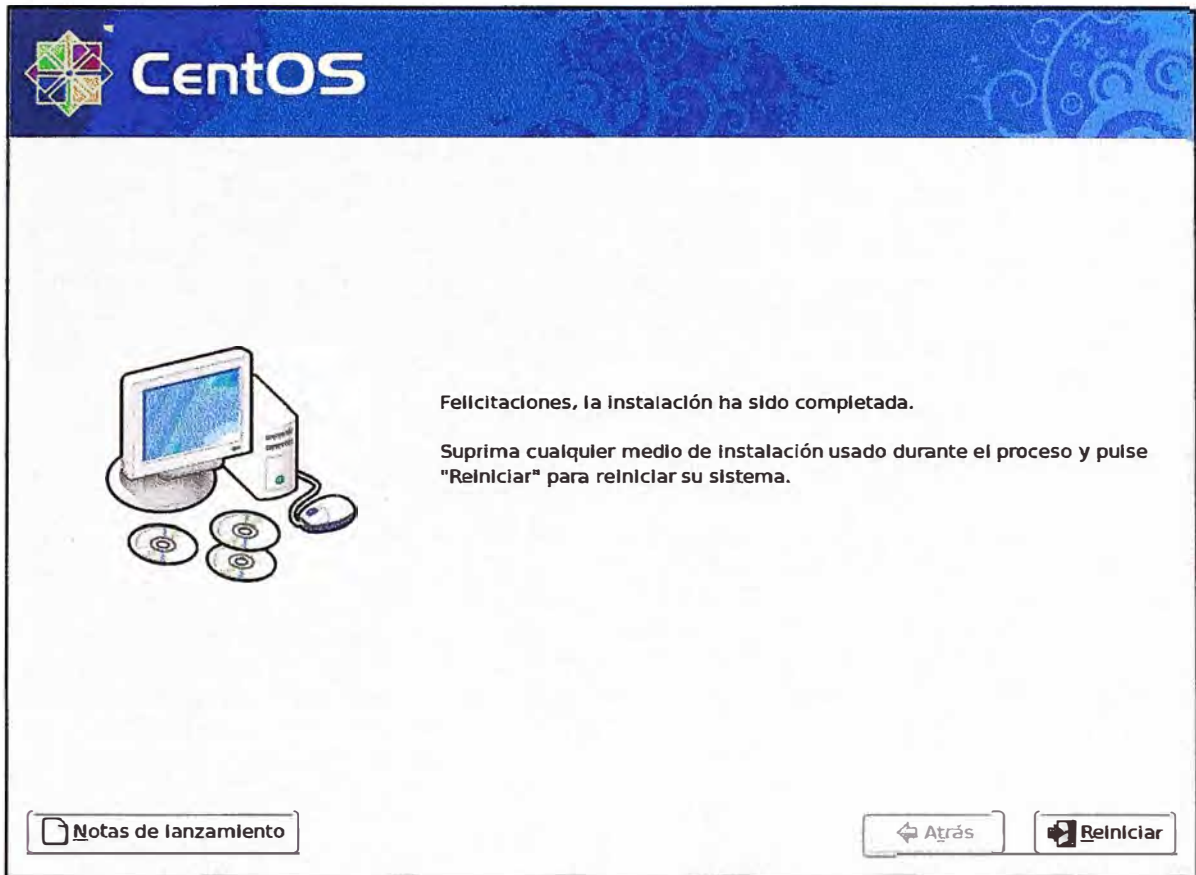 CentOS
Felicitaciones, la instalación ha sido completada.
Suprima cualquier medio de instalación usado durante el proceso y pulse
"Reiniciar" para reiniciar su sistema.
Notas de lanzamiento
Atrás
Reiniciar